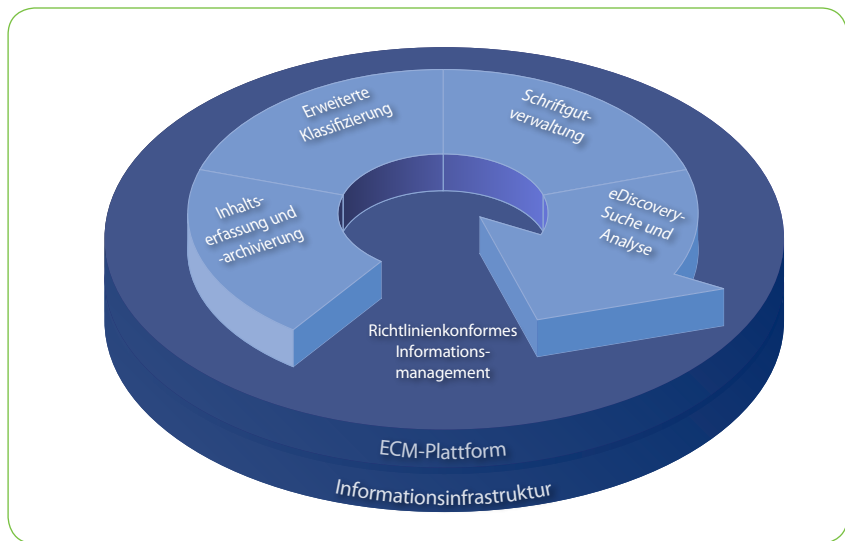 Erweiterte
Klassifizierung
Schriftgut-
verwaltung
Inhalts-
erfassung und
-archivierung
eDiscovery-
Suche und
Analyse
Richtlinienkonformes
Informations-
management
ECM-Plattform
Informationsinfrastruktur